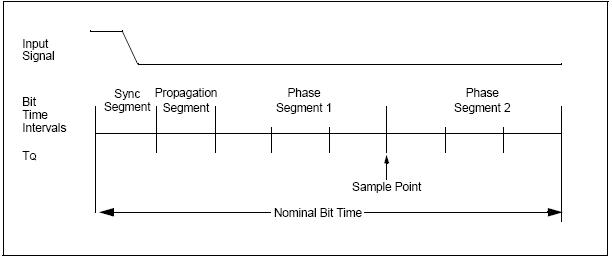 Input
Signal
Sync
Segment
Propagation
Segment
Phase
Segment 1
Phase
Segment 2
Bit
Time
Intervals
TQ
Sample Point
Nominal Bit Time